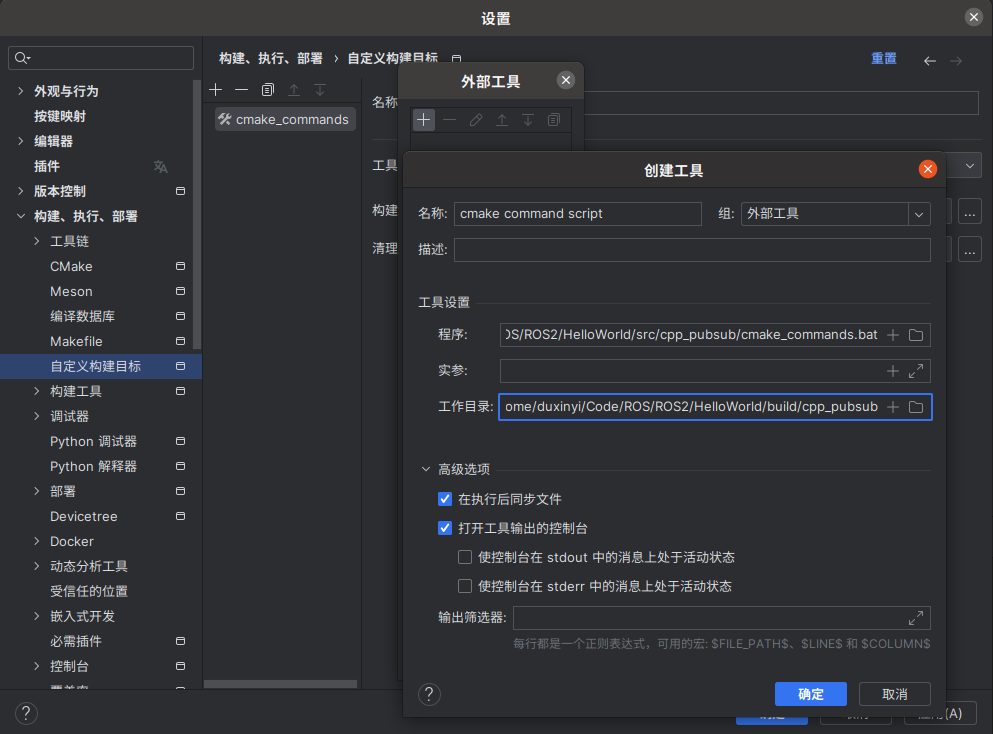 设置
构建、执行、部署 › 自定义构建目标
重置
外观与行为
按键映射
编辑器
插件
版本控制
构建、执行、部署
工具链
CMake
Meson
编译数据库
Makefile
自定义构建目标
构建工具
调试器
Python 调试器
Python 解释器
部署
Devicetree
Docker
动态分析工具
受信任的位置
嵌入式开发
必需插件
控制台
cmake_commands
名称
工具
构建
...
清理
...
外部工具
创建工具
名称: cmake command script 组: 外部工具
描述:
工具设置
程序: OS/ROS2/HelloWorld/src/cpp_pubsub/cmake_commands.bat
实参:
工作目录: ome/duxinyi/Code/ROS/ROS2/HelloWorld/build/cpp_pubsub
高级选项
在执行后同步文件
打开工具输出的控制台
使控制台在 stdout 中的消息上处于活动状态
使控制台在 stderr 中的消息上处于活动状态
输出筛选器:
每行都是一个正则表达式，可用的宏: $FILE_PATH$、$LINE$ 和 $COLUMN$
? 确定 取消
? (A)